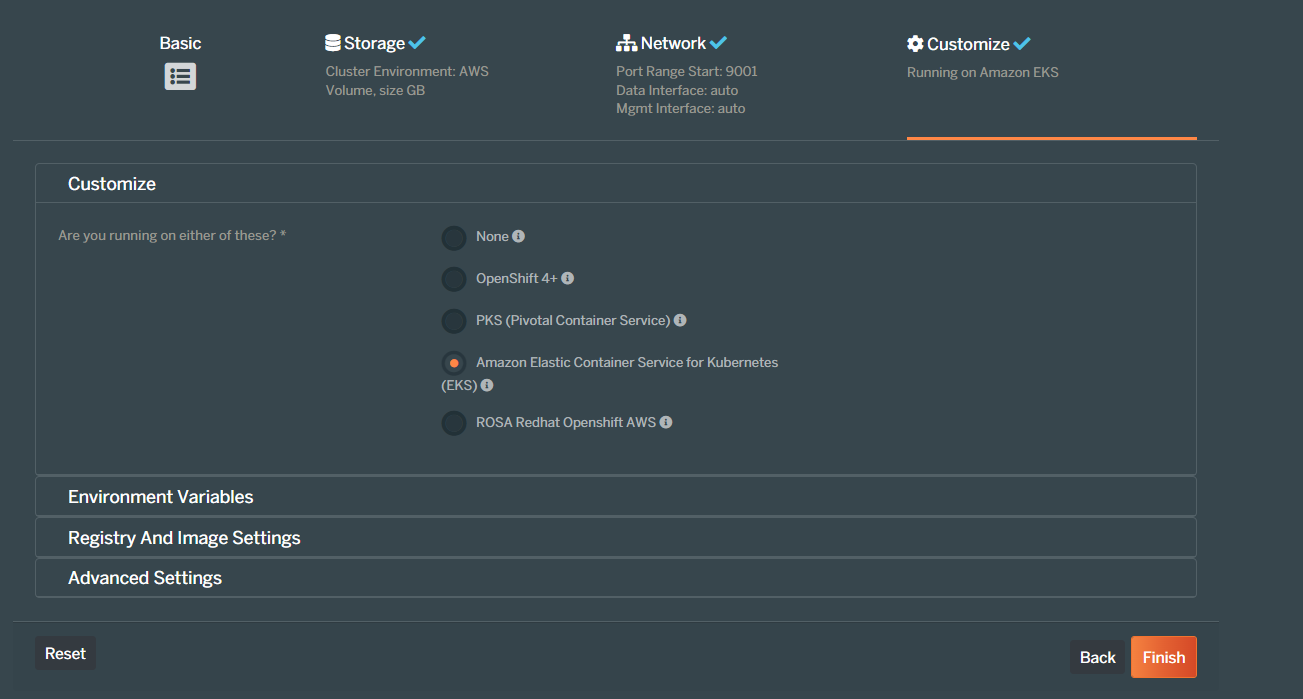 Basic
Storage
Cluster Environment: AWS
Volume, size GB
Network
Port Range Start: 9001
Data Interface: auto
Mgmt Interface: auto
Customize
Running on Amazon EKS
Customize
Are you running on either of these? *
None
OpenShift 4+
PKS (Pivotal Container Service)
Amazon Elastic Container Service for Kubernetes
(EKS)
ROSA Redhat Openshift AWS
Environment Variables
Registry And Image Settings
Advanced Settings
Reset
Back
Finish